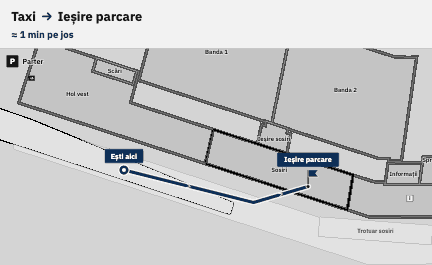 Taxi → Ieșire parcare
≈ 1 min pe jos
P Parter
Banda 1
Scări
Hol vest
Banda 2
Ieșire sosiri
Ești aici
Ieșire parcare
Sosiri
Informații
i
Trotuar sosiri